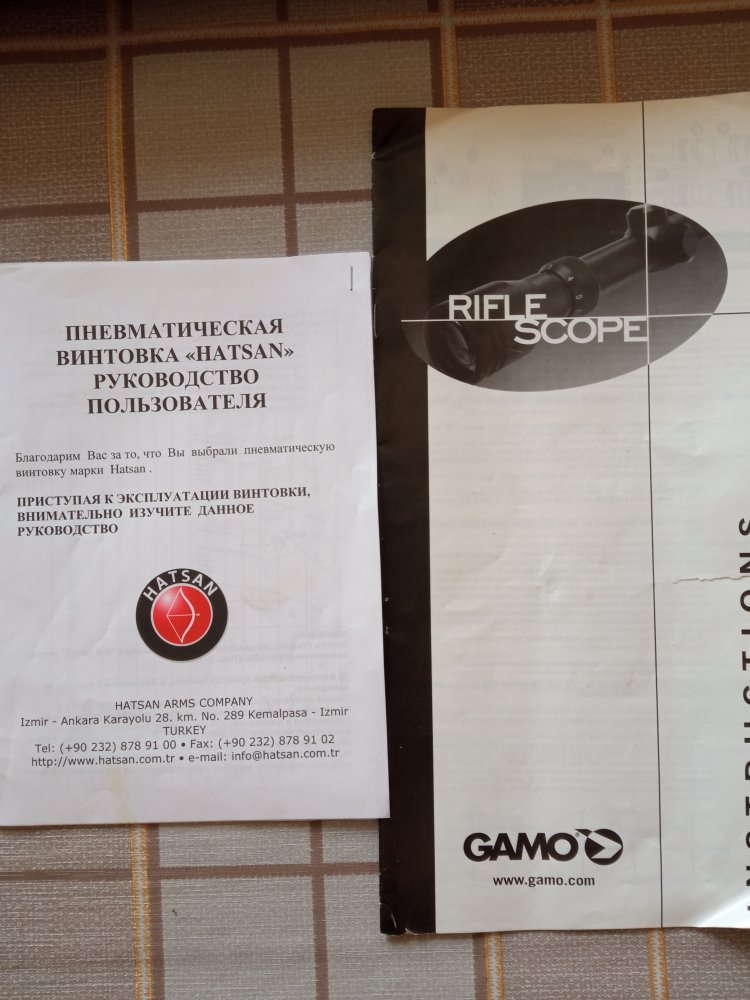 ПНЕВМАТИЧЕСКАЯ
ВИНТОВКА «HATSAN»
РУКОВОДСТВО
ПОЛЬЗОВАТЕЛЯ
Благодарим Вас за то, что Вы выбрали пневматическую
винтовку марки Hatsan .
ПРИСТУПАЯ К ЭКСПЛУАТАЦИИ ВИНТОВКИ,
ВНИМАТЕЛЬНО ИЗУЧИТЕ ДАННОЕ
РУКОВОДСТВО
HATSAN
HATSAN ARMS COMPANY
Izmir - Ankara Karayolu 28. km. No. 289 Kemalpasa - Izmir
TURKEY
Tel: (+90 232) 878 91 00 • Fax: (+90 232) 878 91 02
http://www.hatsan.com.tr • e-mail: info@hatsan.com.tr
RIFLE
SCOPE
INSTRUCTIONS
GAMO
www.gamo.com